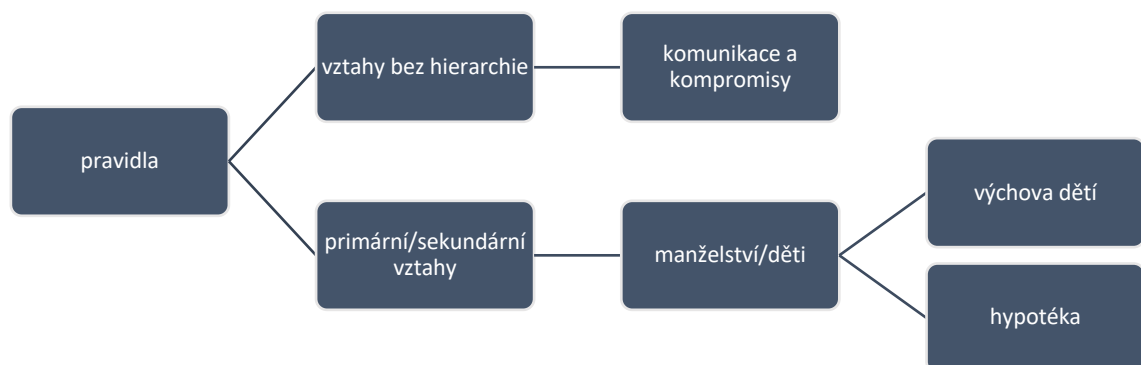 pravidla
vztahy bez hierarchie
komunikace a
kompromisy
primární/sekundární
vztahy
manželství/děti
výchova dětí
hypotéka